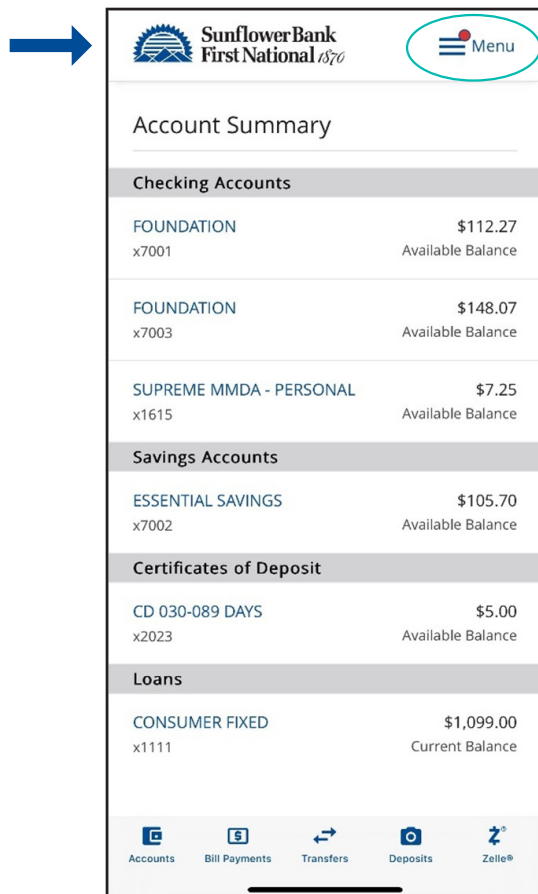 SunflowerBank
First National 1870
Menu
Account Summary
Checking Accounts
FOUNDATION $112.27
x7001 Available Balance
FOUNDATION $148.07
x7003 Available Balance
SUPREME MMDA - PERSONAL $7.25
x1615 Available Balance
Savings Accounts
ESSENTIAL SAVINGS $105.70
x7002 Available Balance
Certificates of Deposit
CD 030-089 DAYS $5.00
x2023 Available Balance
Loans
CONSUMER FIXED $1,099.00
x1111 Current Balance
Accounts Bill Payments Transfers Deposits Zelle®